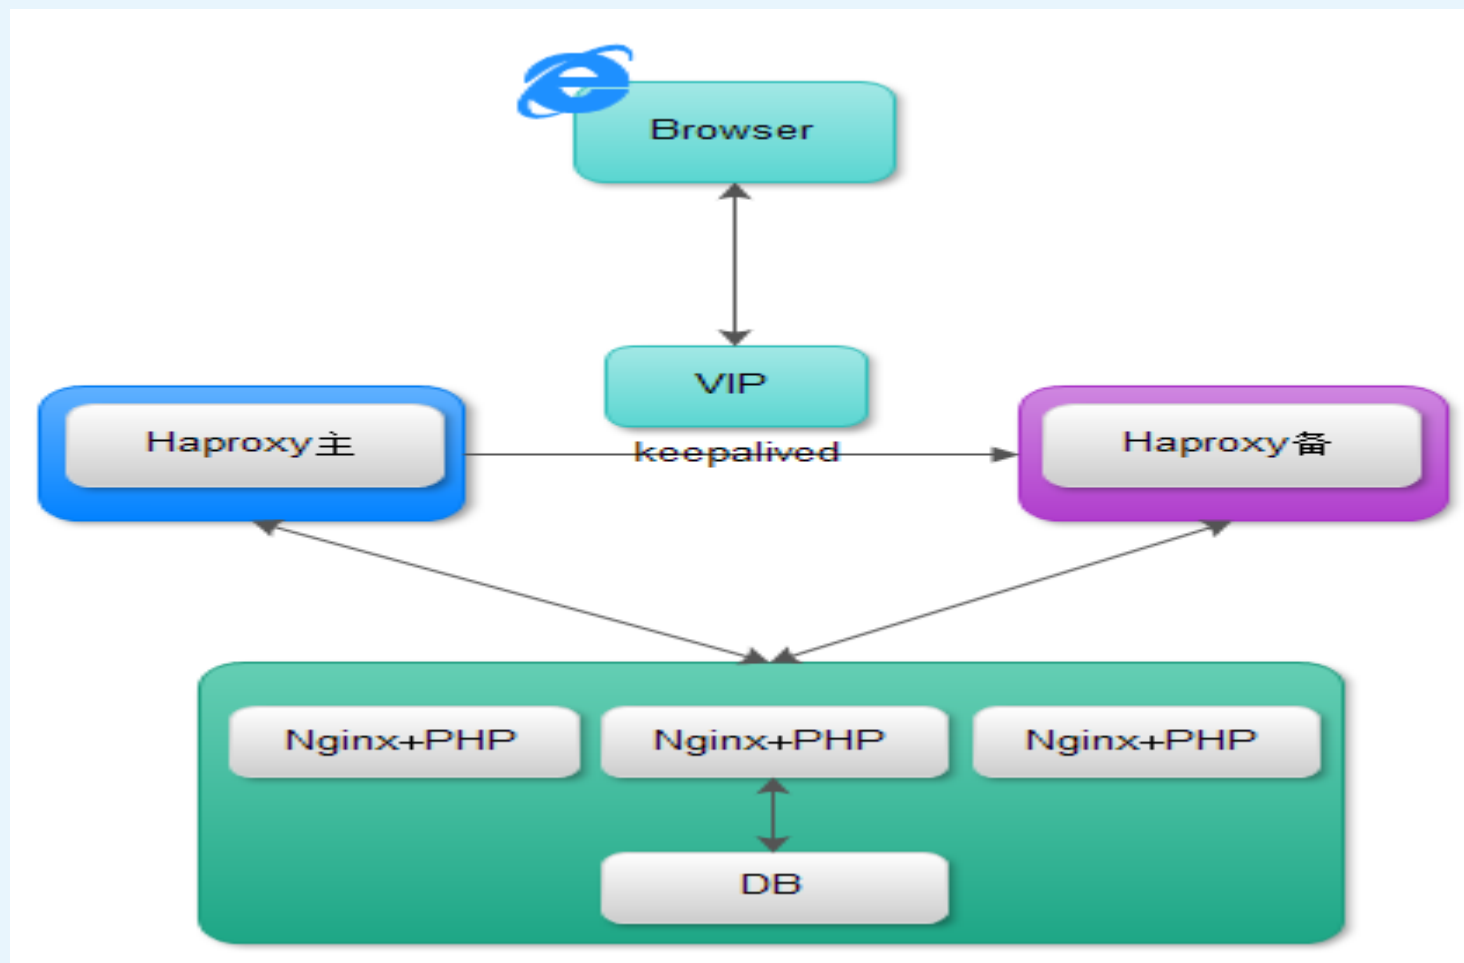 Browser
VIP
Haproxy主
keepalived
Haproxy备
Nginx+PHP
Nginx+PHP
Nginx+PHP
DB